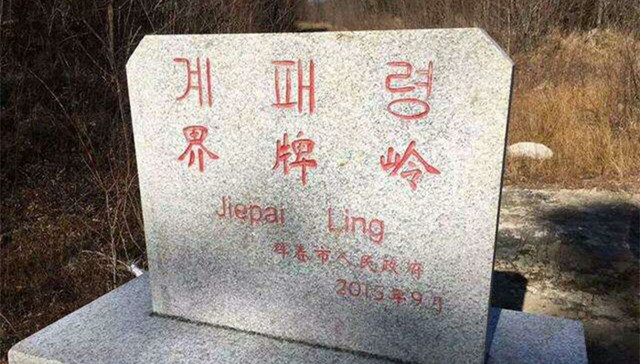 계 패 령
界 牌 岭
Jiepai Ling
珲春市人民政府
2015年9月